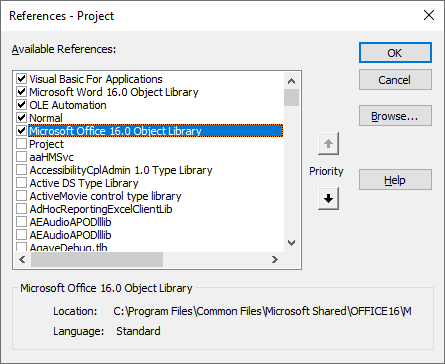 References - Project
Available References:
OK
Visual Basic For Applications
Microsoft Word 16.0 Object Library
OLE Automation
Normal
Microsoft Office 16.0 Object Library
Project
aaHMSvc
AccessibilityCplAdmin 1.0 Type Library
Active DS Type Library
ActiveMovie control type library
AdHocReportingExcelClientLib
AEAudioAPODlllib
AEAudioAPODlllib
AgaveDebug.tlb
Cancel
Browse...
Priority
Help
Microsoft Office 16.0 Object Library
Location: C:\Program Files\Common Files\Microsoft Shared\OFFICE16\M
Language: Standard